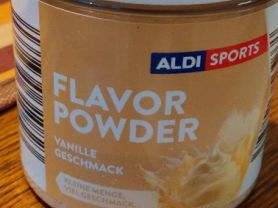 ALDI SPORTS
FLAVOR
POWDER
VANILLE
GESCHMACK
KLEINE MENGE,
VIEL GESCHMACK.